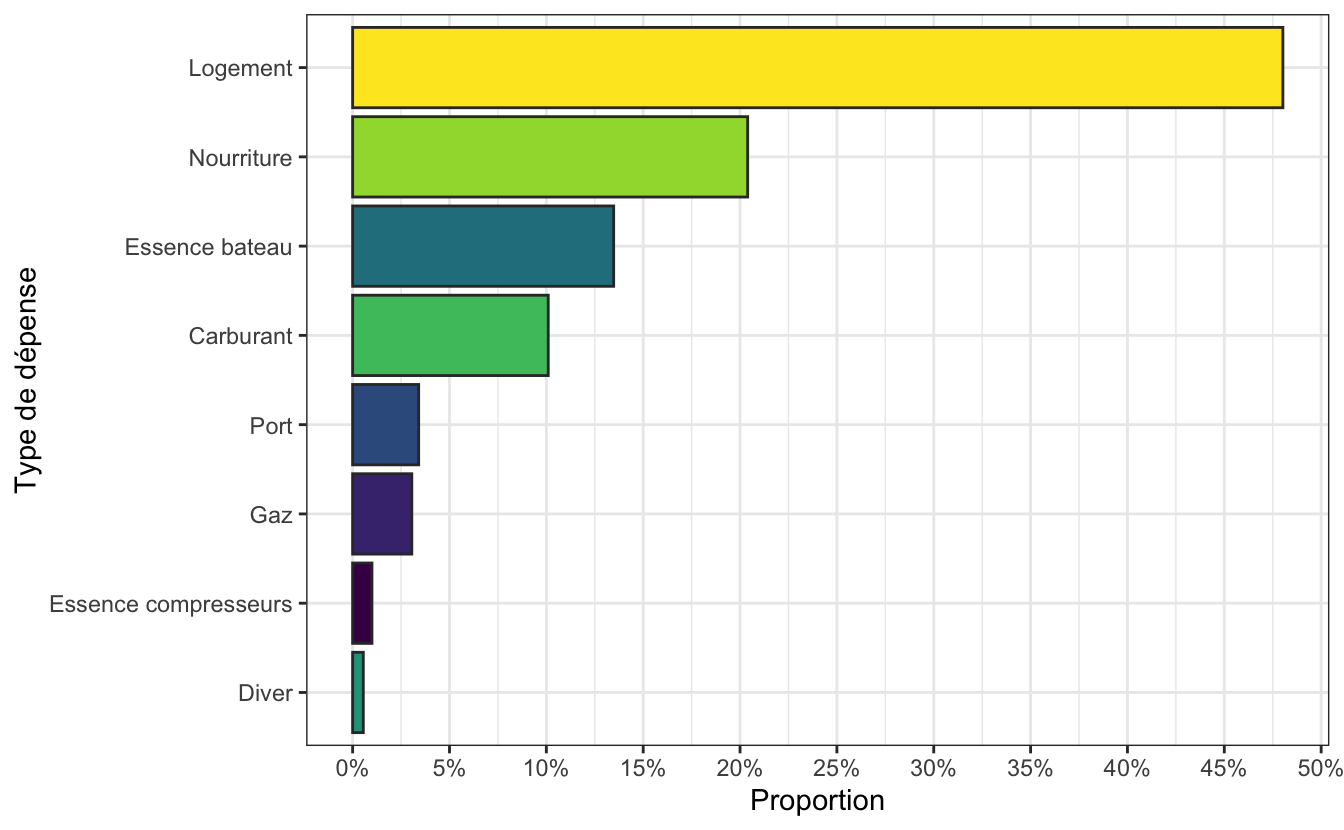 Type de dépense
Logement
Nourriture
Essence bateau
Carburant
Port
Gaz
Essence compresseurs
Diver
0% 5% 10% 15% 20% 25% 30% 35% 40% 45% 50%
Proportion